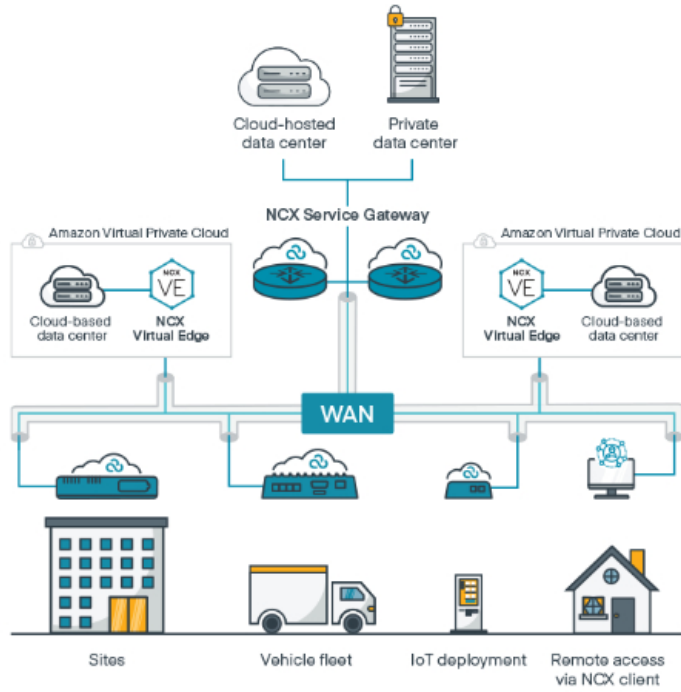 Cloud-hosted
data center
Private
data center
NCX Service Gateway
Amazon Virtual Private Cloud
NCX
VE
Cloud-based
data center
NCX
Virtual Edge
Amazon Virtual Private Cloud
NCX
VE
NCX
Virtual Edge
Cloud-based
data center
WAN
Sites
Vehicle fleet
IoT deployment
Remote access
via NCX client